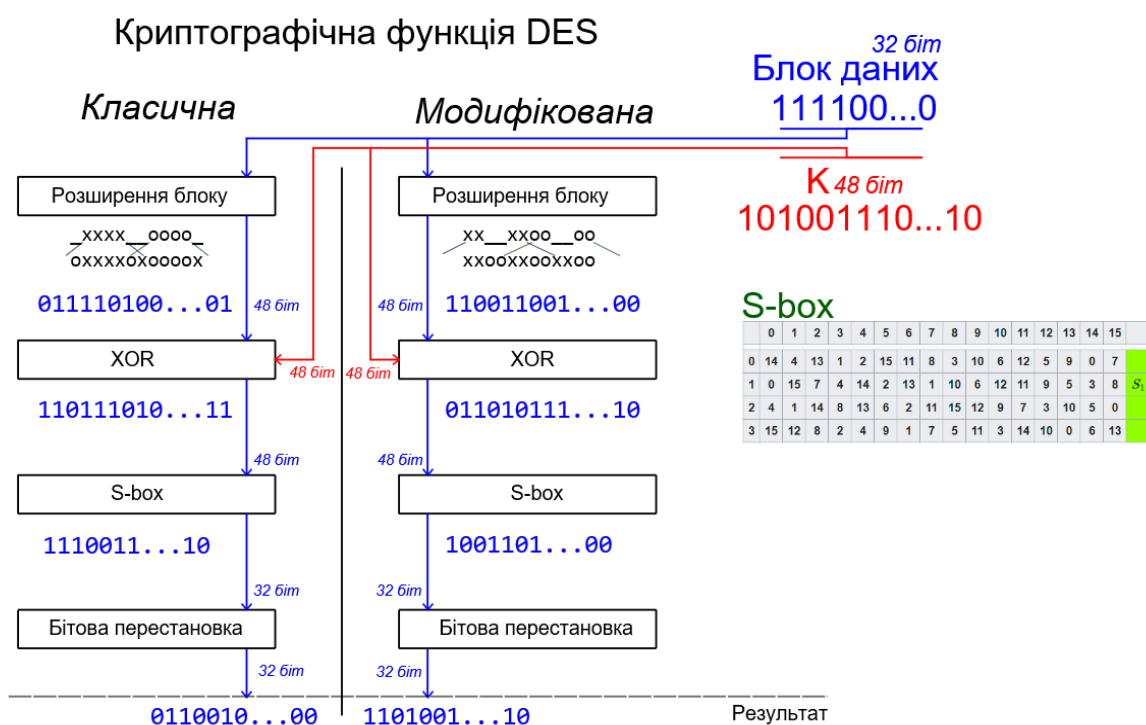 Криптографічна функція DES
32 біт
Блок даних
111100...0
Класична
Модифікована
K 48 біт
101001110...10
Розширення блоку
Розширення блоку
_xxxx__oooo_
oxxxxoxoooox
xx__xxoo__oo
xxooxxooxxoo
011110100...01
48 біт
110011001...00
48 біт
S-box
0 1 2 3 4 5 6 7 8 9 10 11 12 13 14 15
0 14 4 13 1 2 15 11 8 3 10 6 12 5 9 0 7
1 0 15 7 4 14 2 13 1 10 6 12 11 9 5 3 8 S₁
2 4 1 14 8 13 6 2 11 15 12 9 7 3 10 5 0
3 15 12 8 2 4 9 1 7 5 11 3 14 10 0 6 13
XOR
48 біт
48 біт
XOR
110111010...11
011010111...10
48 біт
48 біт
S-box
S-box
1110011...10
1001101...00
32 біт
32 біт
Бітова перестановка
Бітова перестановка
32 біт
32 біт
0110010...00
1101001...10
Результат